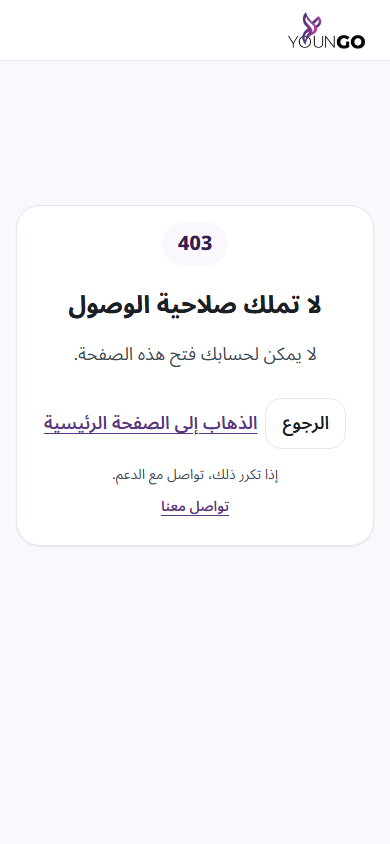 YOUNGO
403
لا تملك صلاحية الوصول
لا يمكن لحسابك فتح هذه الصفحة.
الرجوع
الذهاب إلى الصفحة الرئيسية
إذا تكرر ذلك، تواصل مع الدعم.
تواصل معنا